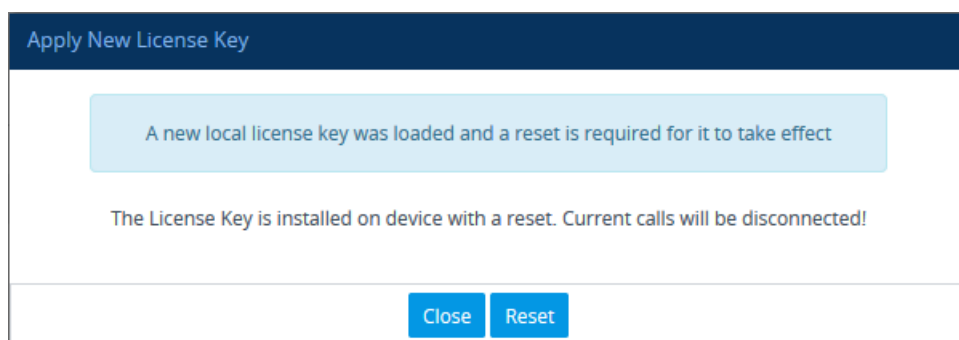 Apply New License Key
A new local license key was loaded and a reset is required for it to take effect
The License Key is installed on device with a reset. Current calls will be disconnected!
Close Reset